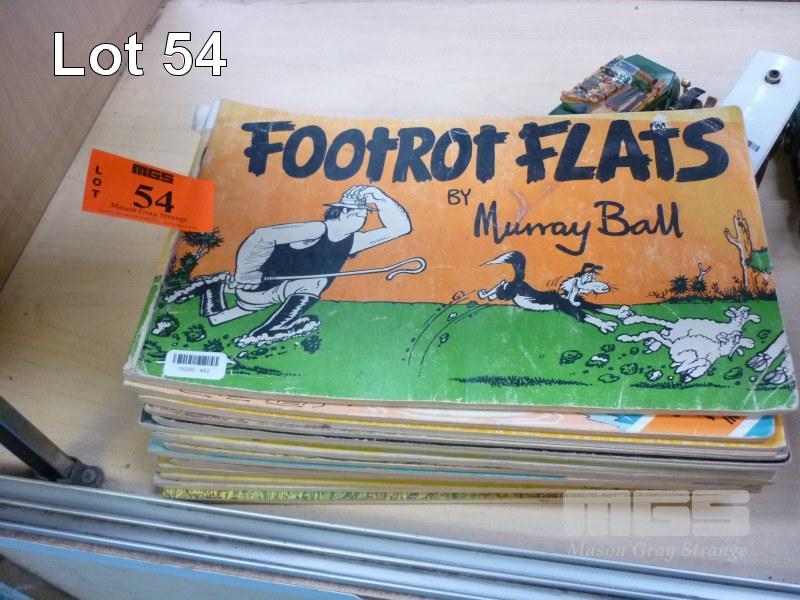 Lot 54
FOOTROT FLATS
BY
Murray Ball
LOT
MGS
54
Mason Gray Strange
MGS
Mason Gray Strange